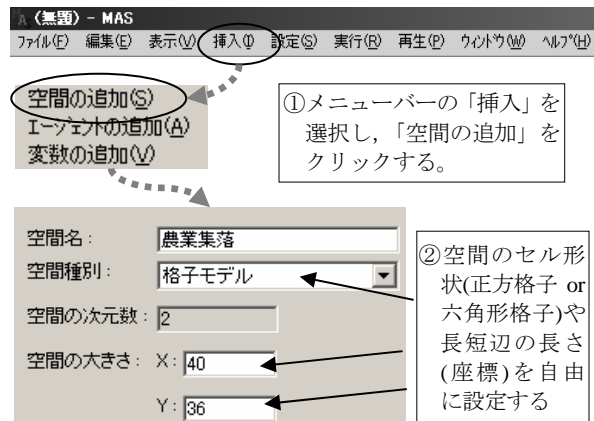 (無題) - MAS
ファイル(F) 編集(E) 表示(V) 挿入(I) 設定(S) 実行(R) 再生(P) ウィンドウ(W) ヘルプ(H)
空間の追加(S)
エージェントの追加(A)
変数の追加(V)
①メニューバーの「挿入」を
選択し,「空間の追加」を
クリックする。
空間名: 農業集落
空間種別: 格子モデル
空間の次元数: 2
空間の大きさ: X: 40
Y: 36
②空間のセル形
状(正方格子 or
六角形格子)や
長短辺の長さ
(座標)を自由
に設定する